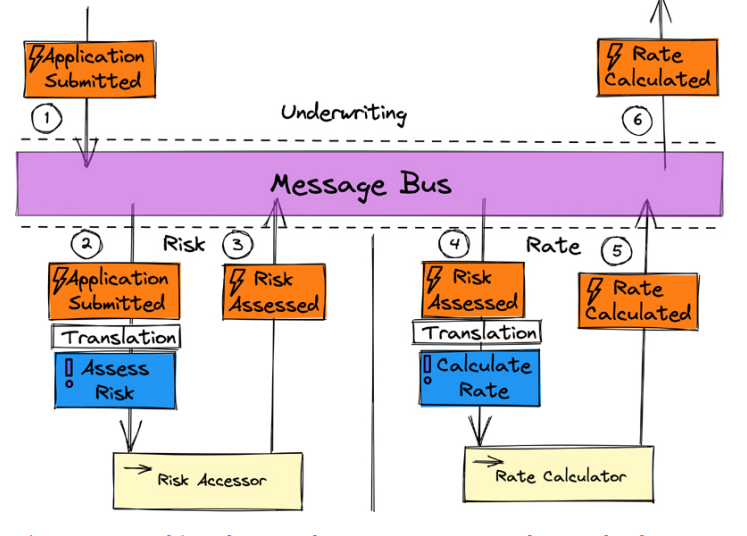 Application
Submitted
Rate
Calculated
1
Underwriting
6
Message Bus
2
Risk
3
4
Rate
5
Application
Submitted
Risk
Assessed
Risk
Assessed
Rate
Calculated
Translation
Translation
Assess
Risk
Calculate
Rate
Risk Accessor
Rate Calculator